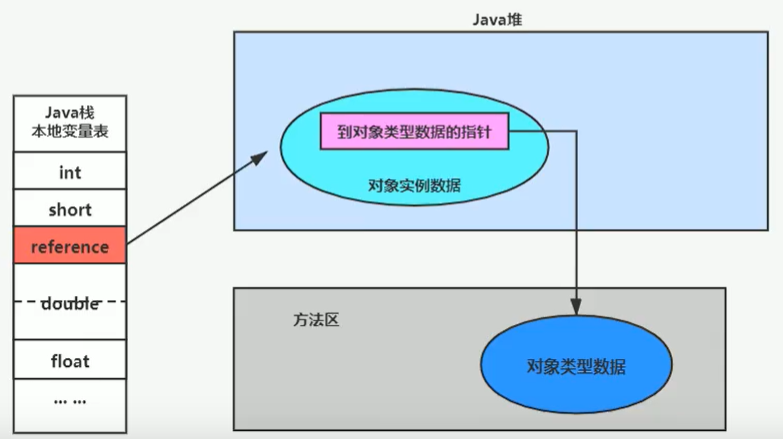 Java堆
Java栈
本地变量表
int
short
reference
double
float
... ...
到对象类型数据的指针
对象实例数据
方法区
对象类型数据